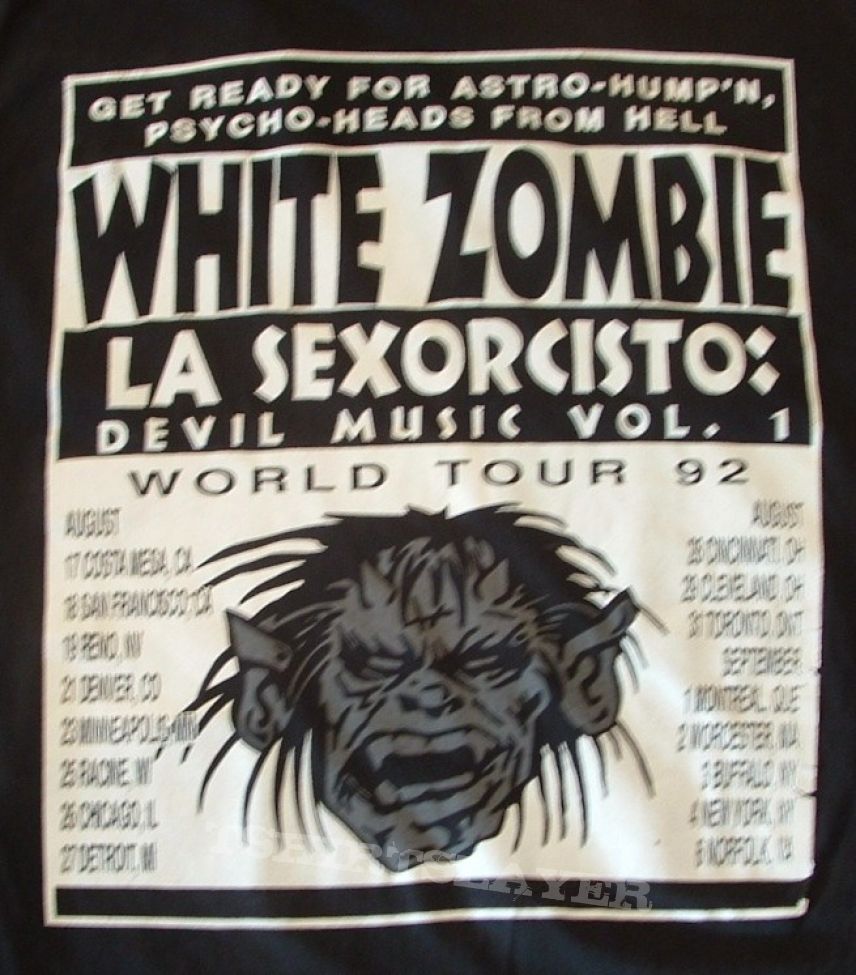 GET READY FOR ASTRO-HUMP'N,
PSYCHO-HEADS FROM HELL
WHITE ZOMBIE
LA SEXORCISTO:
DEVIL MUSIC VOL. 1
WORLD TOUR 92
AUGUST
17 COSTA MESA, CA
18 SAN FRANCISCO, CA
19 RENO, NV
21 DENVER, CO
23 MINNEAPOLIS, MN
25 RACINE, WI
26 CHICAGO, IL
27 DETROIT, MI
AUGUST
CINCINNATI, OH
29 CLEVELAND, OH
31 TORONTO, ONT
SEPTEMBER
1 MONTREAL, QUE
2 WORCESTER, MA
3 BUFFALO, NY
4 NEW YORK, NY
NORFOLK, VA
TSHIRTSLAYER